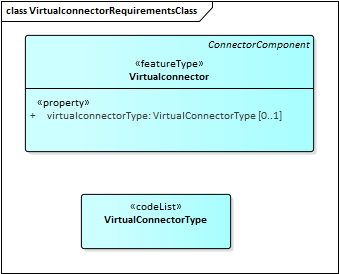 class VirtualconnectorRequirementsClass
ConnectorComponent
«featureType»
Virtualconnector
«property»
+ virtualconnectorType: VirtualConnectorType [0..1]
«codeList»
VirtualConnectorType